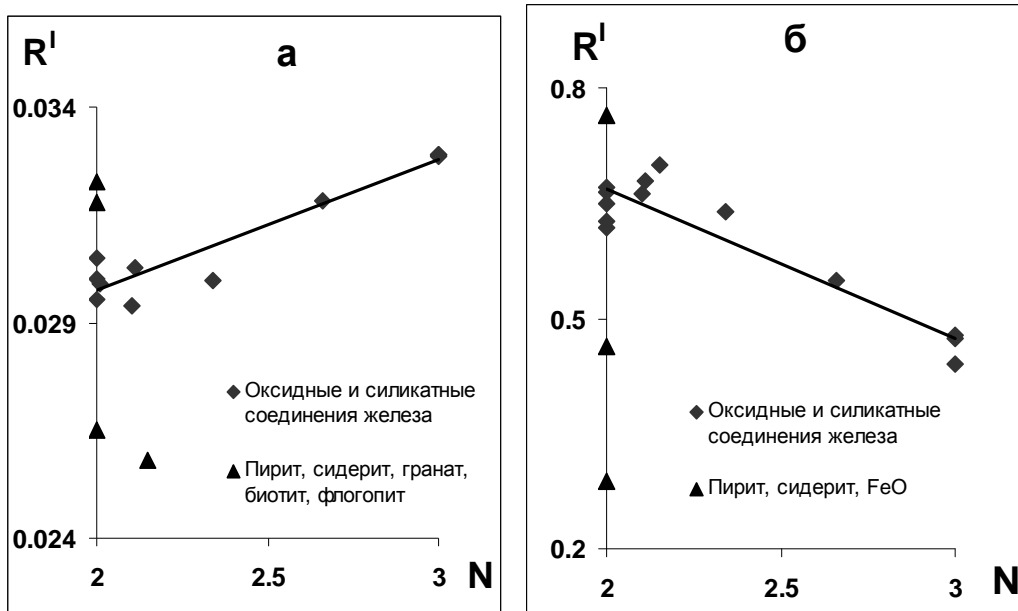 а
R^I
0.034
0.029
0.024
2
2.5
3
N
Оксидные и силикатные
соединения железа
Пирит, сидерит, гранат,
биотит, флогопит
б
R^I
0.8
0.5
0.2
2
2.5
3
N
Оксидные и силикатные
соединения железа
Пирит, сидерит, FeO